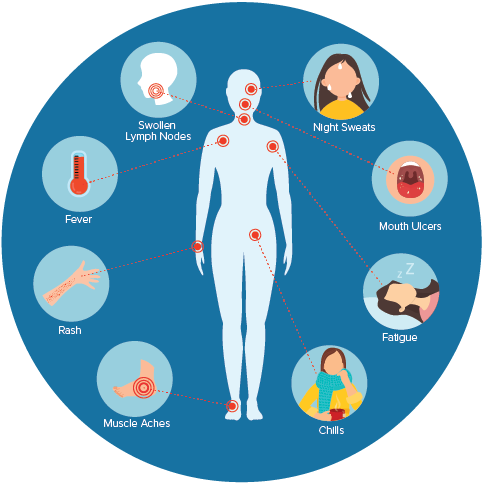 Swollen
Lymph Nodes
Night Sweats
Fever
Mouth Ulcers
Rash
z Z
Fatigue
Muscle Aches
Chills